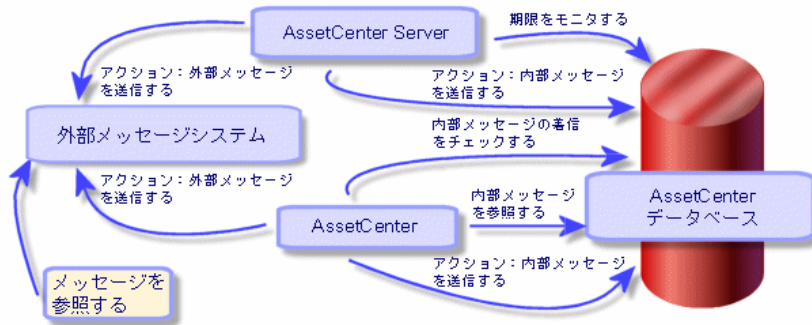 AssetCenter Server
期限をモニタする
アクション：外部メッセージ
を送信する
アクション：内部メッセージ
を送信する
外部メッセージシステム
内部メッセージの着信
をチェックする
アクション：外部メッセージ
を送信する
内部メッセージ
を参照する
AssetCenter
データベース
AssetCenter
アクション：内部メッセージ
を送信する
メッセージを
参照する